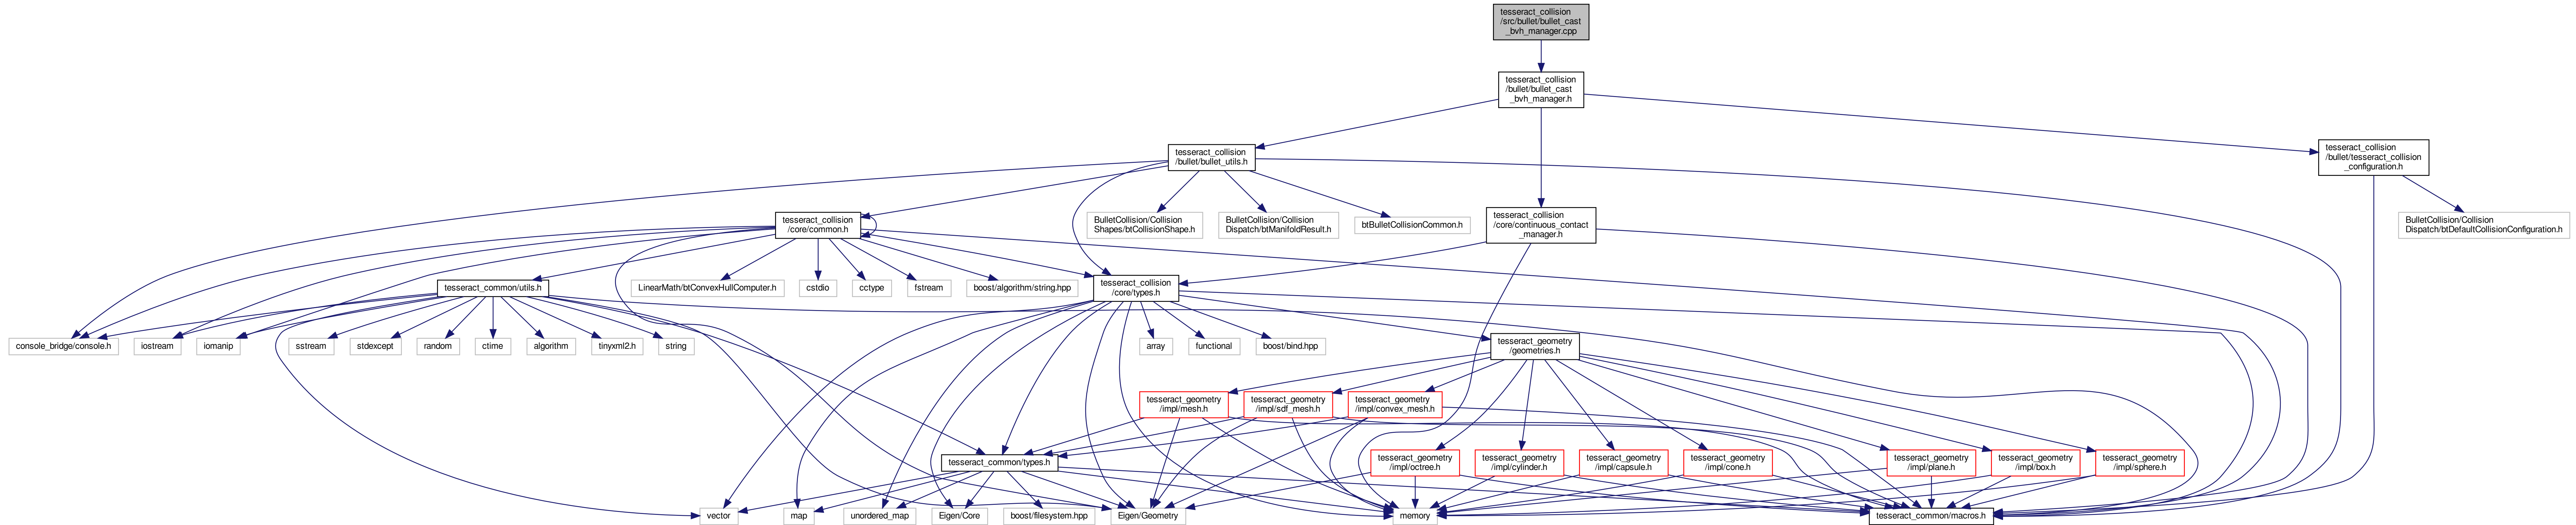 tesseract_collision
/src/bullet/bullet_cast
_bvh_manager.cpp
tesseract_collision
/bullet/bullet_cast
_bvh_manager.h
tesseract_collision
/bullet/bullet_utils.h
tesseract_collision
/bullet/tesseract_collision
_configuration.h
tesseract_collision
/core/common.h
BulletCollision/Collision
Shapes/btCollisionShape.h
BulletCollision/Collision
Dispatch/btManifoldResult.h
btBulletCollisionCommon.h
tesseract_collision
/core/continuous_contact
_manager.h
BulletCollision/Collision
Dispatch/btDefaultCollisionConfiguration.h
tesseract_common/utils.h
LinearMath/btConvexHullComputer.h
cstdio
cctype
fstream
boost/algorithm/string.hpp
tesseract_collision
/core/types.h
console_bridge/console.h
iostream
iomanip
sstream
stdexcept
random
ctime
algorithm
tinyxml2.h
string
array
functional
boost/bind.hpp
tesseract_geometry
/geometries.h
tesseract_geometry
/impl/mesh.h
tesseract_geometry
/impl/sdf_mesh.h
tesseract_geometry
/impl/convex_mesh.h
tesseract_common/types.h
tesseract_geometry
/impl/octree.h
tesseract_geometry
/impl/cylinder.h
tesseract_geometry
/impl/capsule.h
tesseract_geometry
/impl/cone.h
tesseract_geometry
/impl/plane.h
tesseract_geometry
/impl/box.h
tesseract_geometry
/impl/sphere.h
vector
map
unordered_map
Eigen/Core
boost/filesystem.hpp
Eigen/Geometry
memory
tesseract_common/macros.h